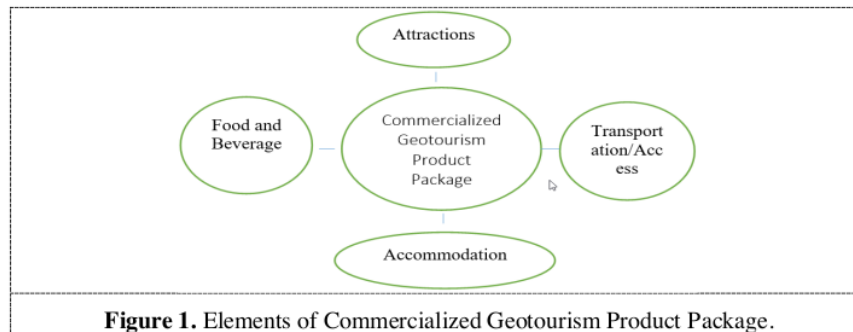 Attractions
Food and
Beverage
Commercialized
Geotourism
Product
Package
Transport
ation/Acc
ess
Accommodation
Figure 1. Elements of Commercialized Geotourism Product Package.